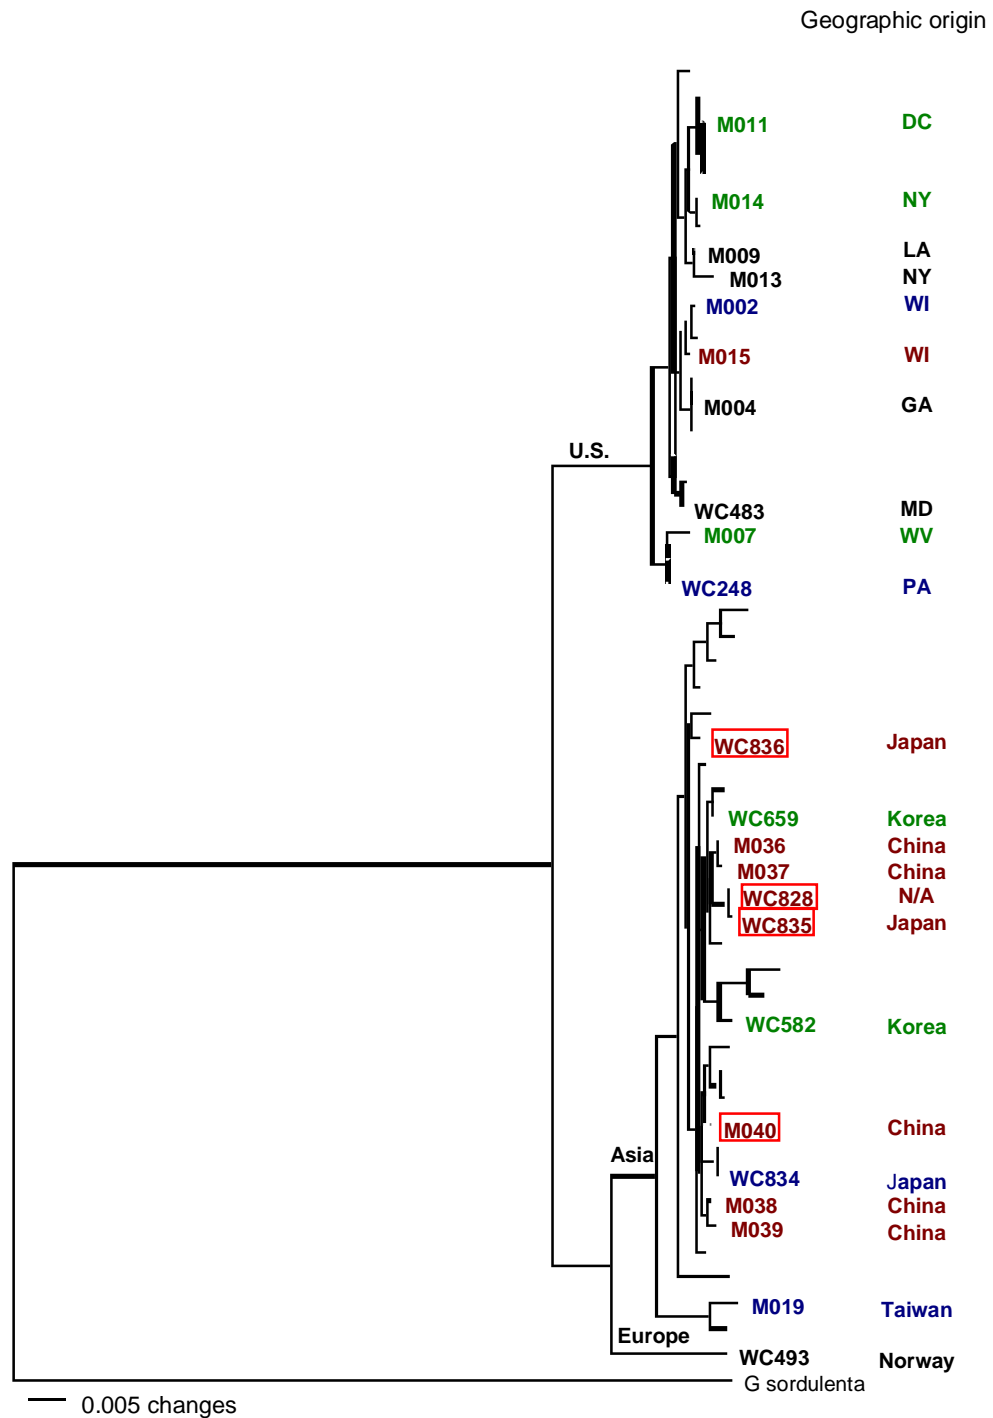 Geographic origin
M011 DC
M014 NY
M009 LA
M013 NY
M002 WI
M015 WI
M004 GA
U.S.
WC483 MD
M007 WV
WC248 PA
WC836 Japan
WC659 Korea
M036 China
M037 China
WC828 N/A
WC835 Japan
WC582 Korea
M040 China
Asia
WC834 Japan
M038 China
M039 China
M019 Taiwan
Europe
WC493 Norway
G sordulenta
0.005 changes